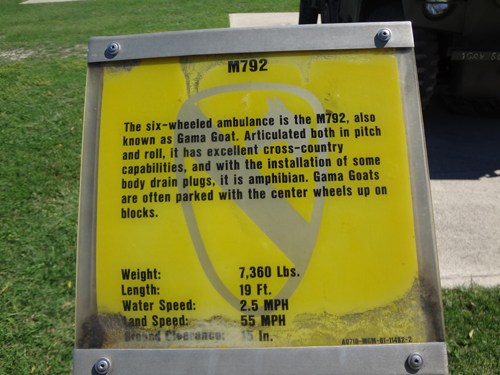 M792
The six-wheeled ambulance is the M792, also
known as Gama Goat. Articulated both in pitch
and roll, it has excellent cross-country
capabilities, and with the installation of some
body drain plugs, it is amphibian. Gama Goats
are often parked with the center wheels up on
blocks.
Weight: 7,360 Lbs.
Length: 19 Ft.
Water Speed: 2.5 MPH
Land Speed: 55 MPH
Ground Clearance: 15 In.